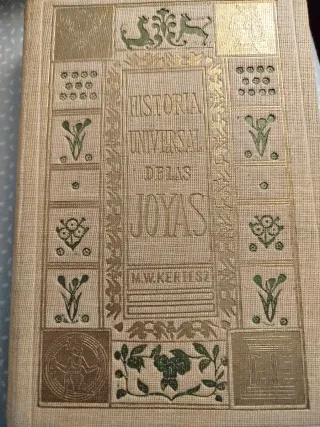 HISTORIA
UNIVERSAL
DE LAS
JOYAS
M.W.KERTESZ